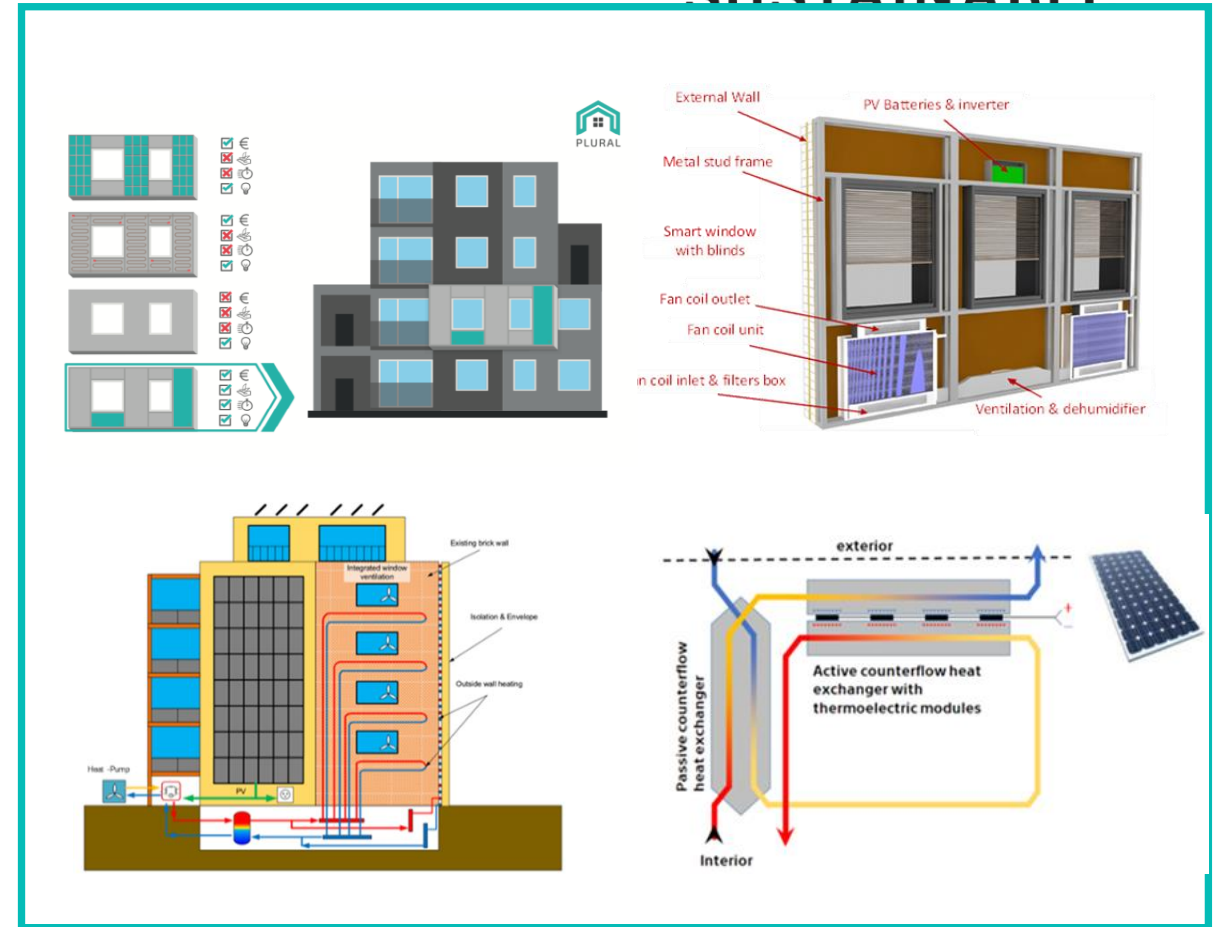 PLURAL
€
€
€
€
External Wall
PV Batteries & inverter
Metal stud frame
Smart window
with blinds
Fan coil outlet
Fan coil unit
n coil inlet & filters box
Ventilation & dehumidifier
Existing brick wall
Integrated window
ventilation
Isolation & Envelope
Outside wall heating
Heat -Pump
PV
exterior
+
–
Passive counterflow
heat exchanger
Active counterflow heat
exchanger with
thermoelectric modules
Interior